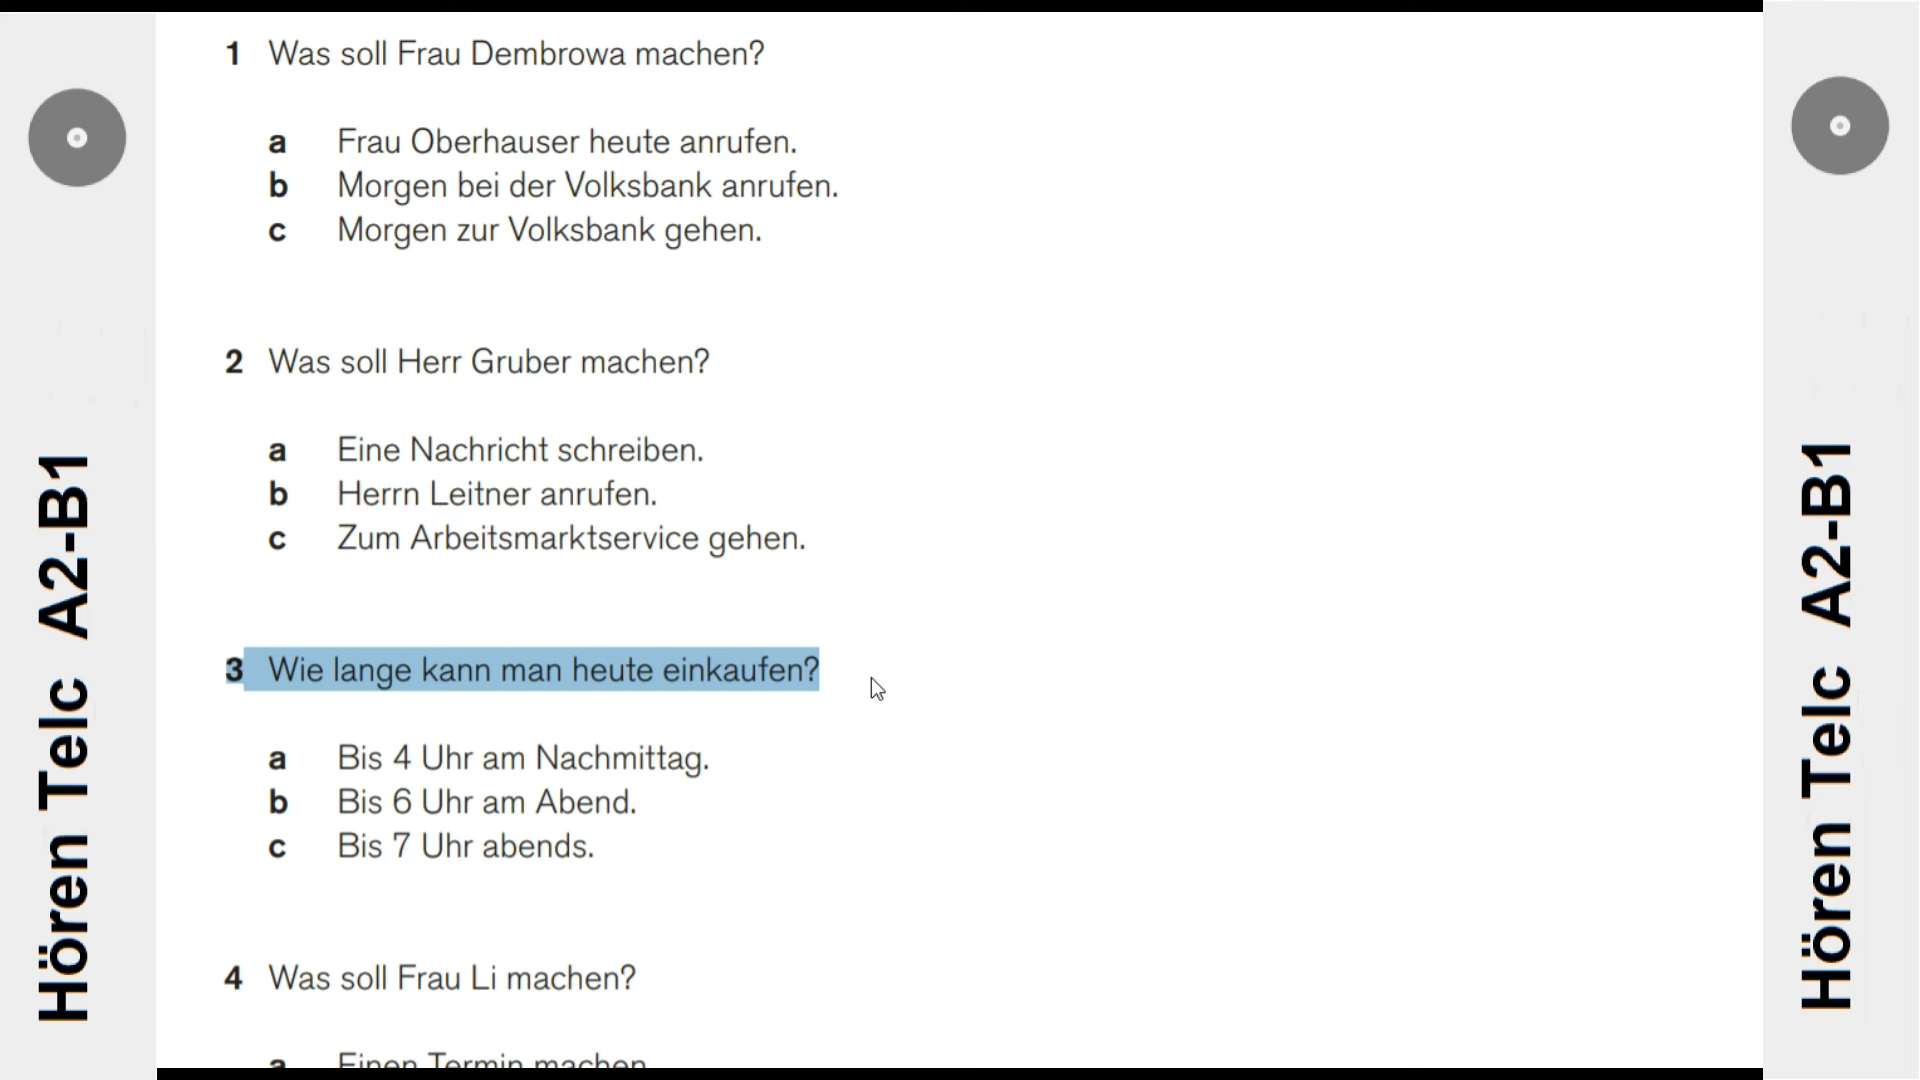 1 Was soll Frau Dembrowa machen?
a Frau Oberhauser heute anrufen.
b Morgen bei der Volksbank anrufen.
c Morgen zur Volksbank gehen.
2 Was soll Herr Gruber machen?
a Eine Nachricht schreiben.
b Herrn Leitner anrufen.
c Zum Arbeitsmarktservice gehen.
3 Wie lange kann man heute einkaufen?
a Bis 4 Uhr am Nachmittag.
b Bis 6 Uhr am Abend.
c Bis 7 Uhr abends.
4 Was soll Frau Li machen?
a Einen Termin machen
Hören Telc A2-B1
Hören Telc A2-B1